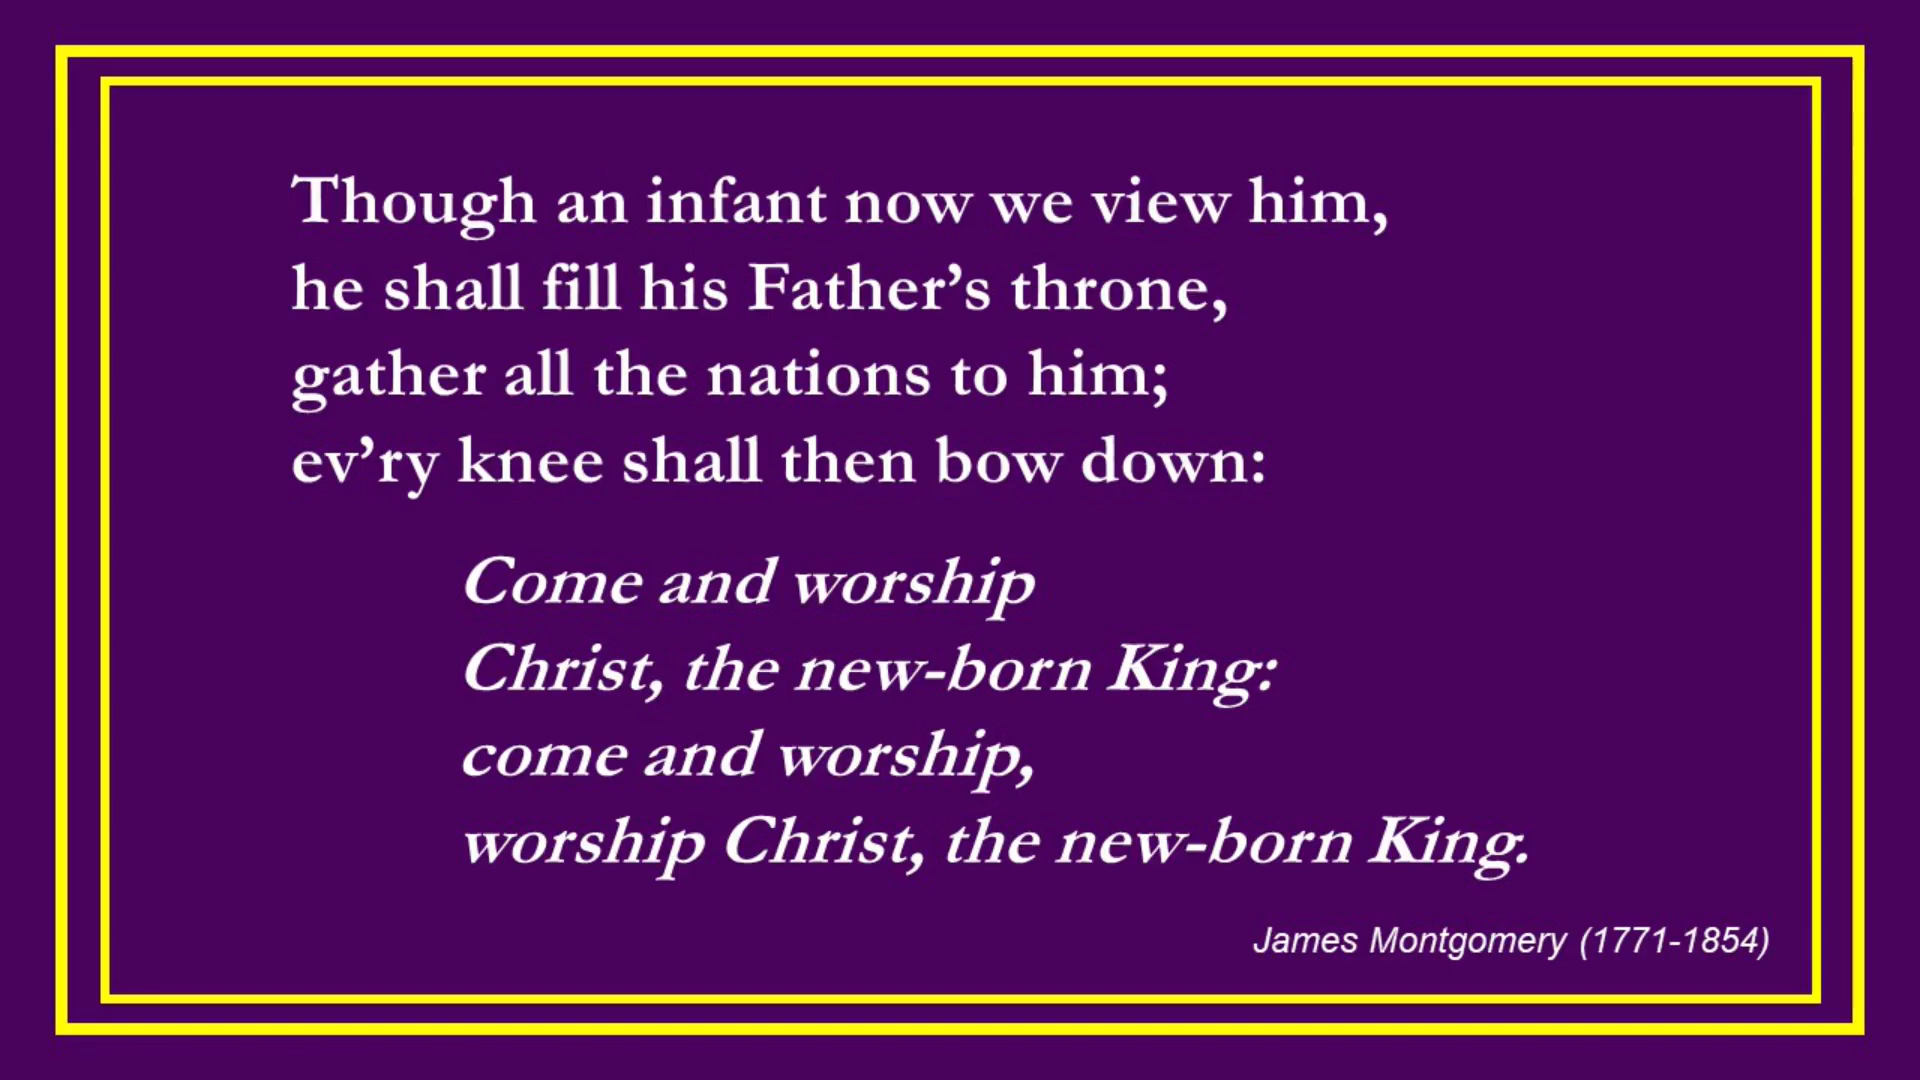 Though an infant now we view him,
he shall fill his Father’s throne,
gather all the nations to him;
ev’ry knee shall then bow down:
Come and worship
Christ, the new-born King:
come and worship,
worship Christ, the new-born King.
James Montgomery (1771-1854)